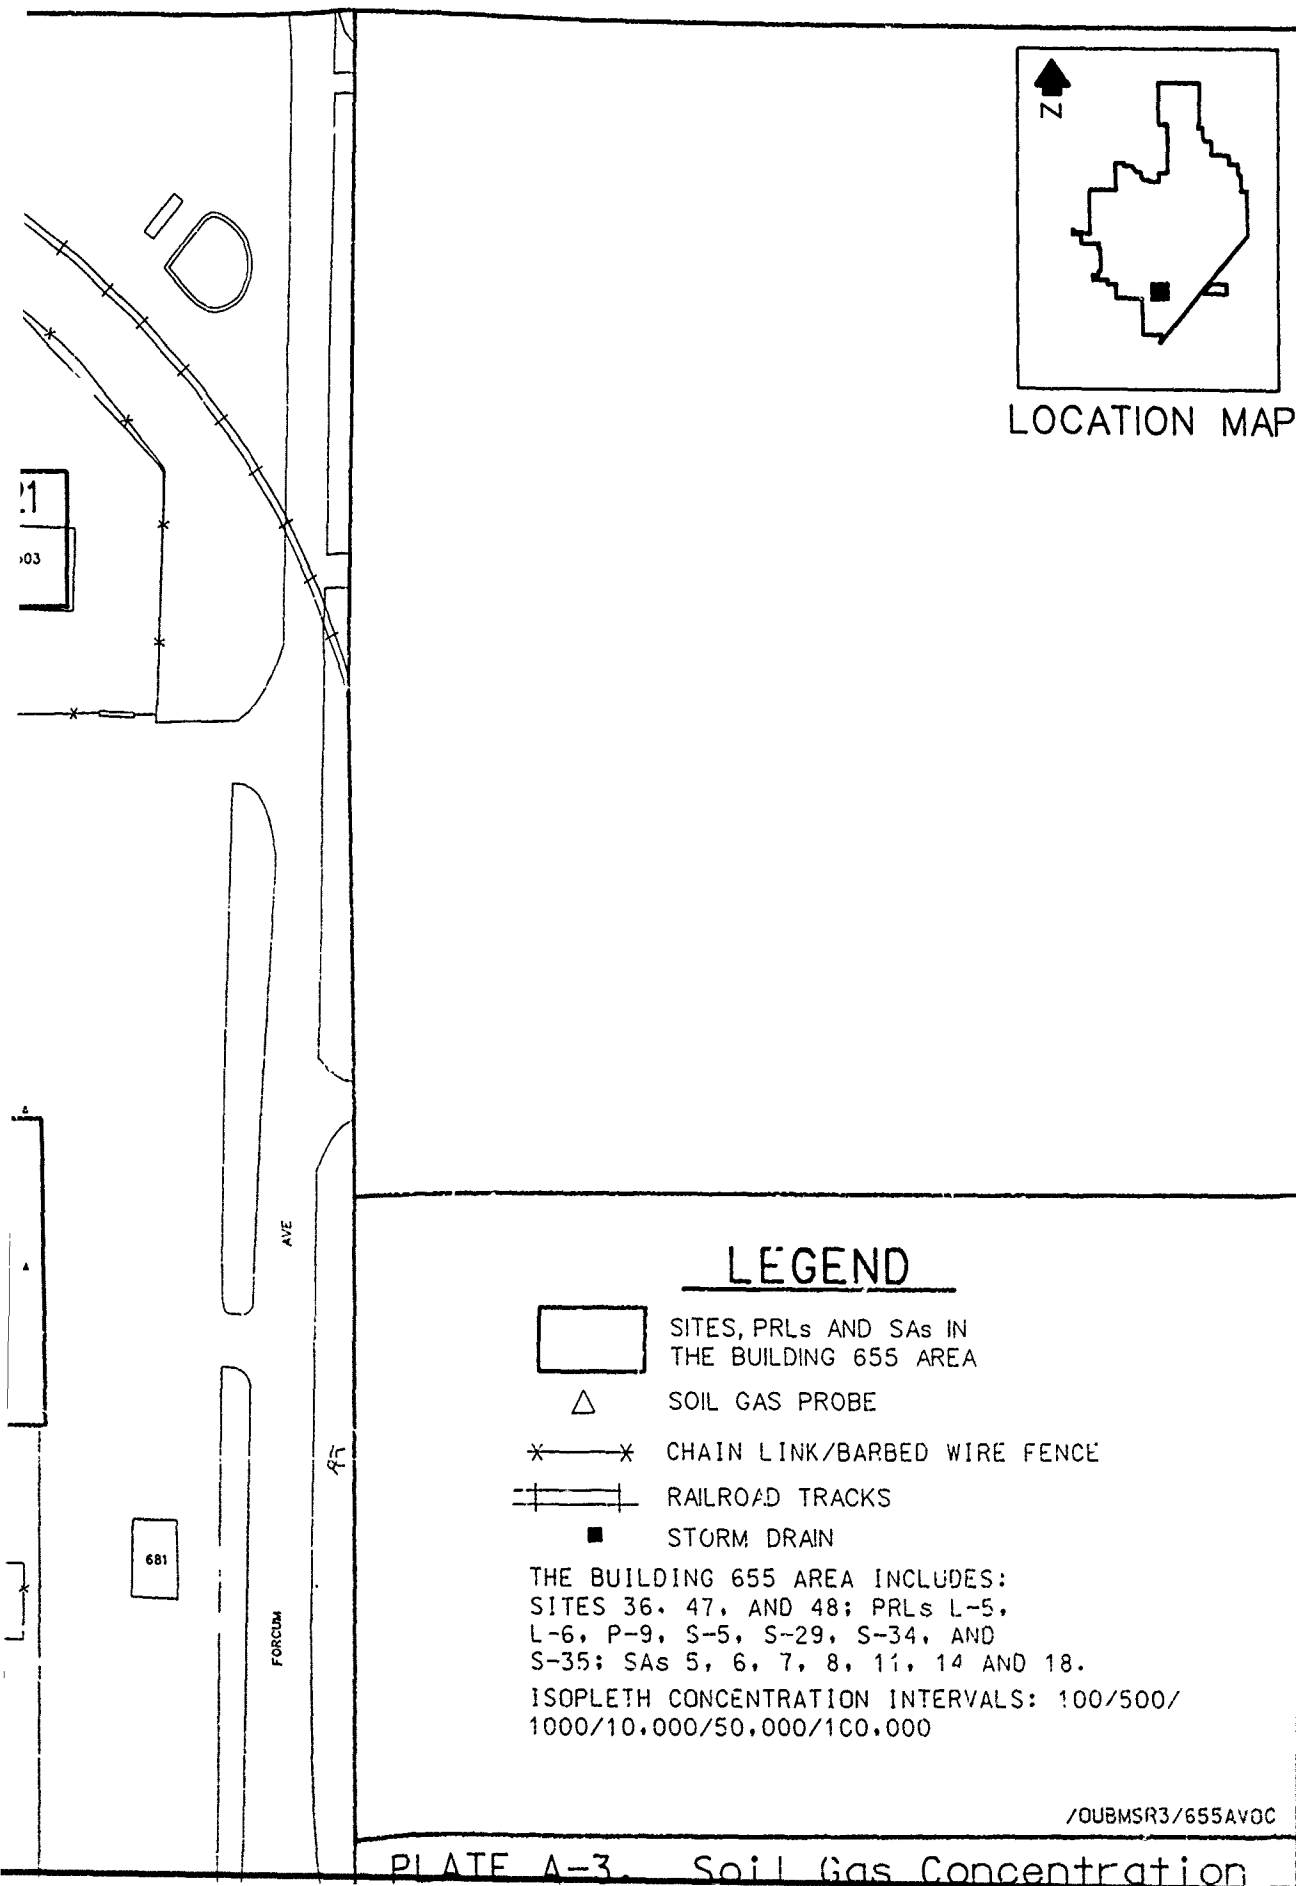 N
LOCATION MAP
21
603
AVE
FORCUM
681
LEGEND
SITES, PRLs AND SAs IN
THE BUILDING 655 AREA
SOIL GAS PROBE
CHAIN LINK/BARBED WIRE FENCE
RAILROAD TRACKS
STORM DRAIN
THE BUILDING 655 AREA INCLUDES:
SITES 36, 47, AND 48; PRLs L-5,
L-6, P-9, S-5, S-29, S-34, AND
S-35; SAs 5, 6, 7, 8, 11, 14 AND 18.
ISOPLETH CONCENTRATION INTERVALS: 100/500/
1000/10,000/50,000/100,000
/OUBMSR3/655AVOC
PLATE A-3. Soil Gas Concentration